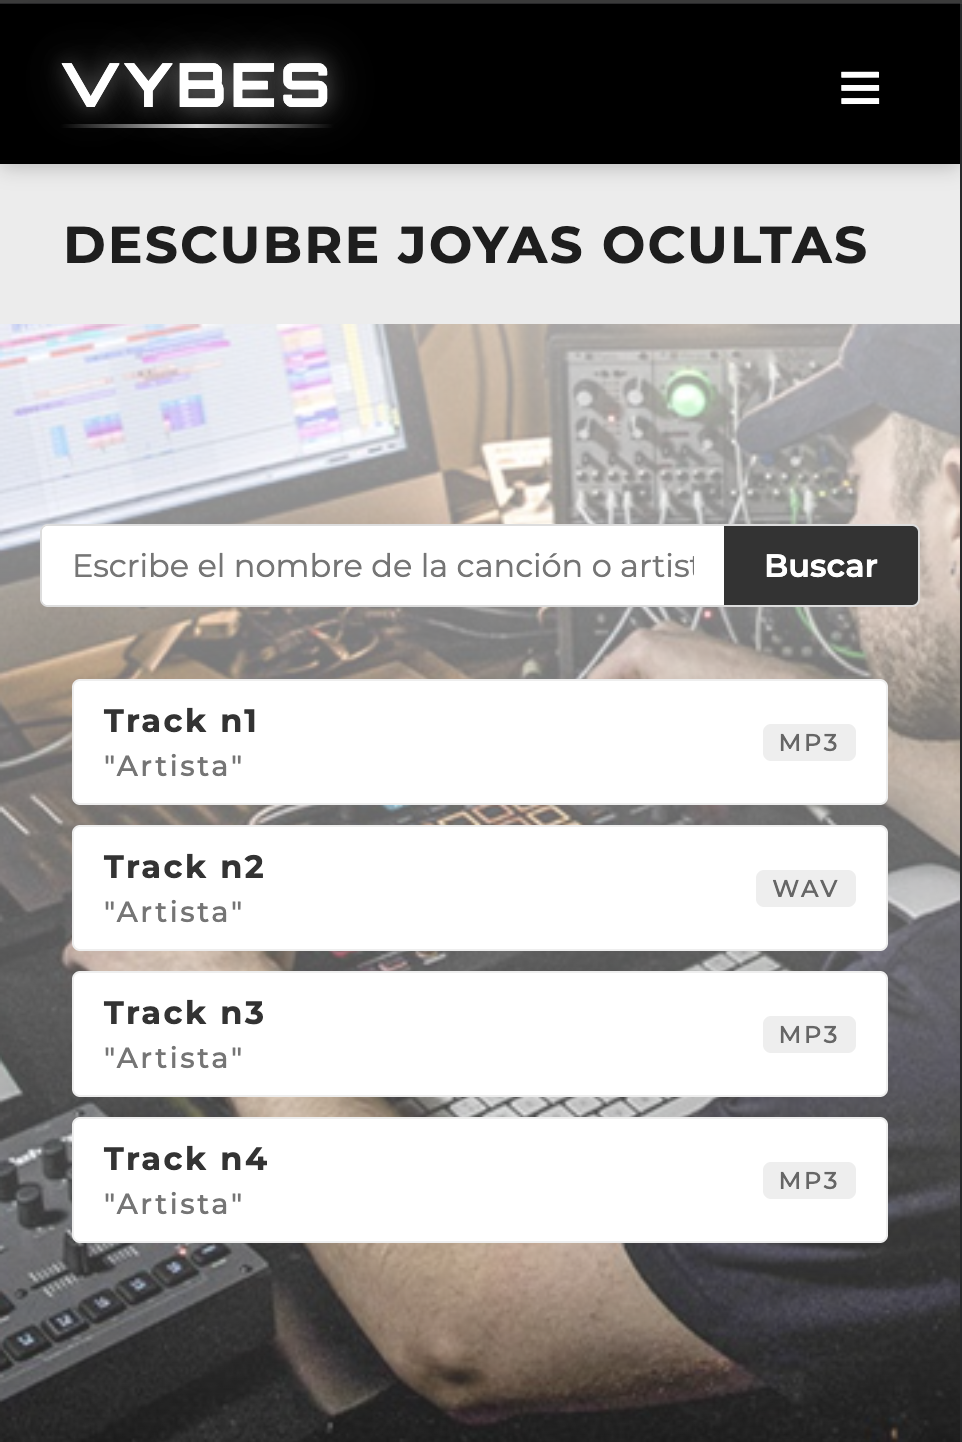 VYBES
DESCUBRE JOYAS OCULTAS
Escribe el nombre de la canción o artist
Buscar
Track n1
"Artista"
MP3
Track n2
"Artista"
WAV
Track n3
"Artista"
MP3
Track n4
"Artista"
MP3